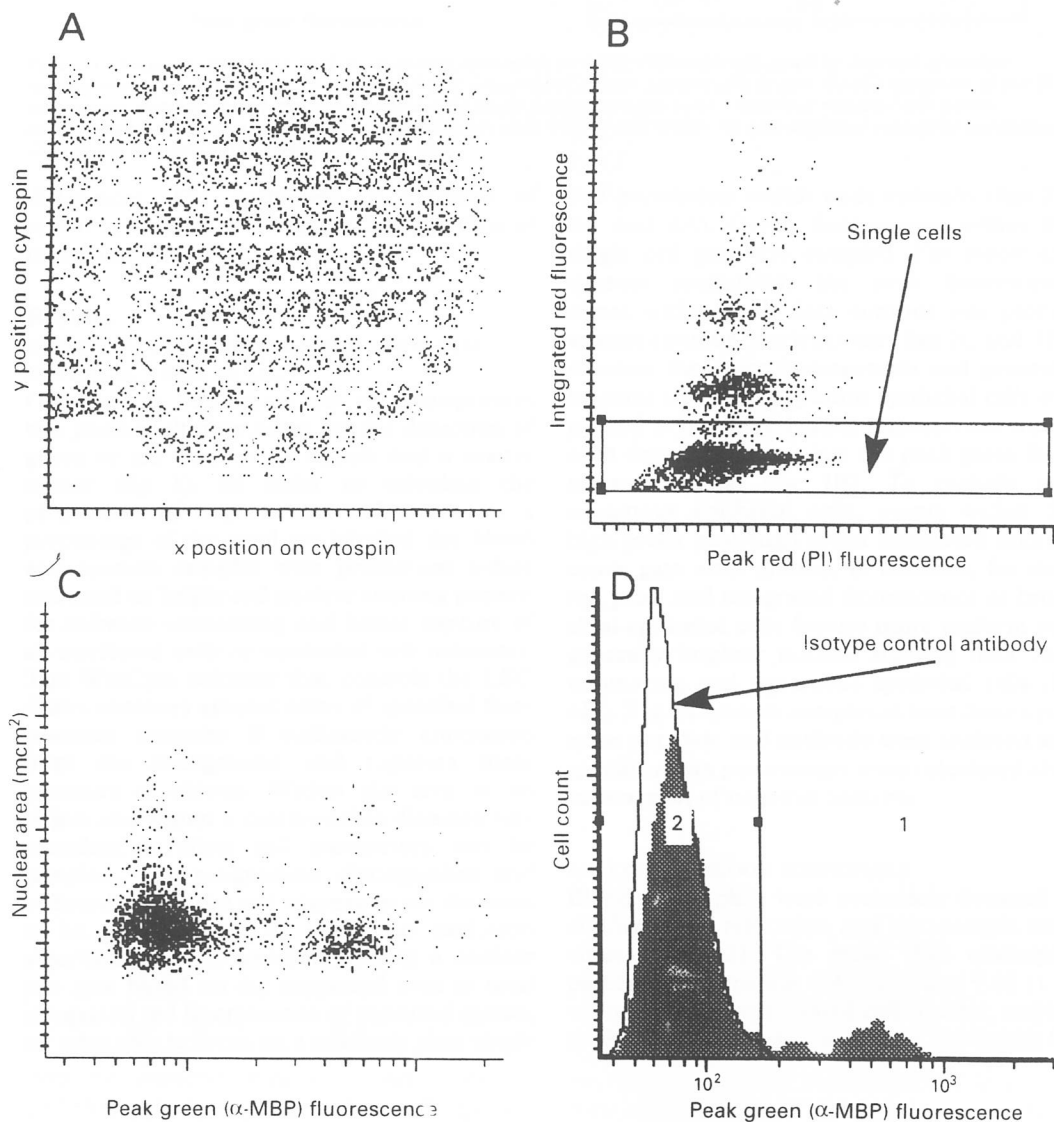 A
y position on cytospin
x position on cytospin
B
Integrated red fluorescence
Single cells
Peak red (PI) fluorescence
C
Nuclear area (mcm²)
Peak green (α-MBP) fluorescence
D
Isotype control antibody
Cell count
2
1
10²
10³
Peak green (α-MBP) fluorescence